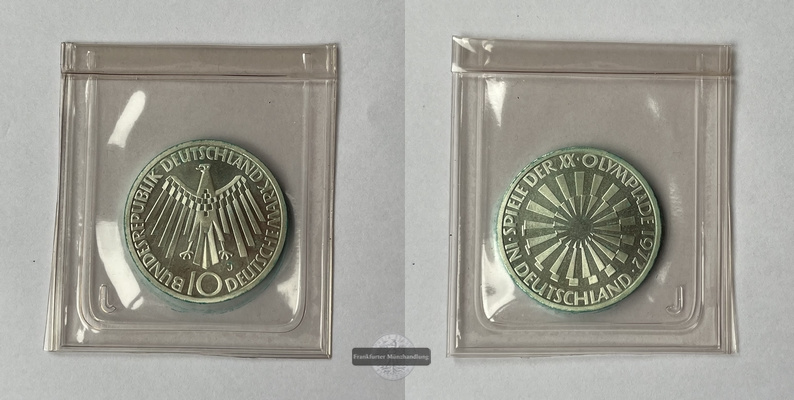 BUNDESREPUBLIK DEUTSCHLAND
10 DEUTSCHE MARK
J
J
SPIELE DER XX · OLYMPIADE 1972 ·
IN DEUTSCHLAND ·
J
Frankfurter Münzhandlung